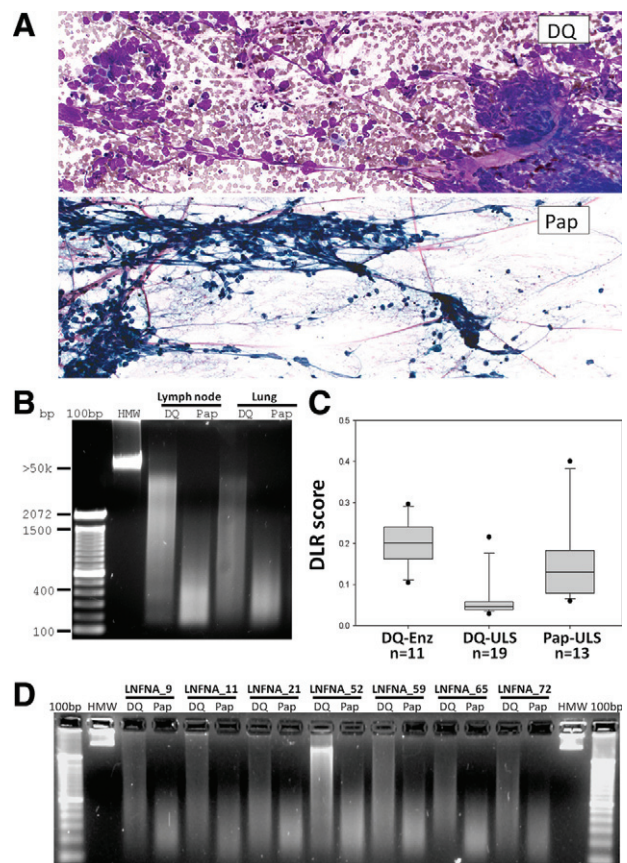 A
DQ
Pap
B
bp 100bp HMW Lymph node Lung
DQ Pap DQ Pap
>50k
2072
1500
400
100
C
DLR score
0.5
0.4
0.3
0.2
0.1
0.0
DQ-Enz DQ-ULS Pap-ULS
n=11 n=19 n=13
D
LNFNA_9 LNFNA_11 LNFNA_21 LNFNA_52 LNFNA_59 LNFNA_65 LNFNA_72
100bp HMW DQ Pap DQ Pap DQ Pap DQ Pap DQ Pap DQ Pap DQ Pap HMW 100bp